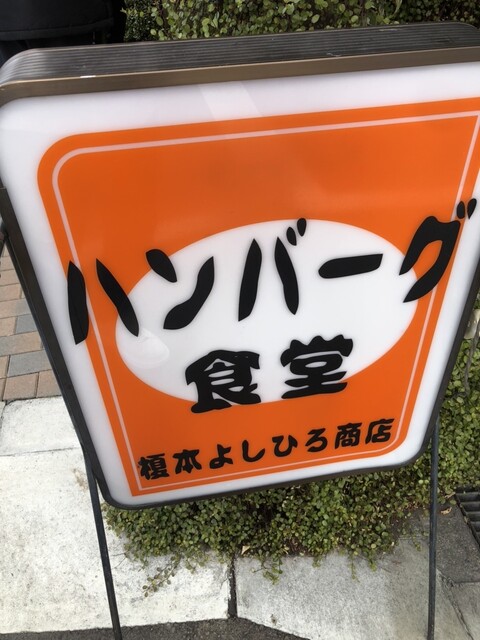 ハンバーグ
食堂
榎本よしひろ商店